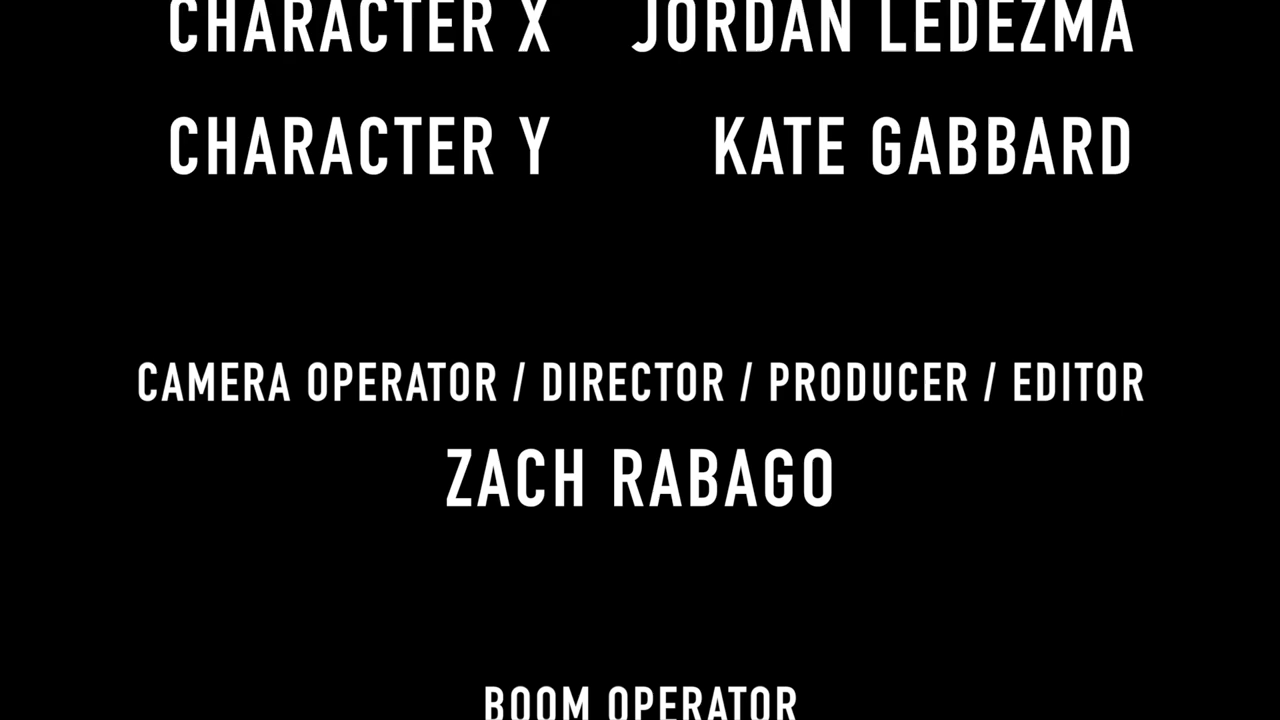 CHARACTER X JORDAN LEDEZMA
CHARACTER Y KATE GABBARD
CAMERA OPERATOR / DIRECTOR / PRODUCER / EDITOR
ZACH RABAGO
BOOM OPERATOR